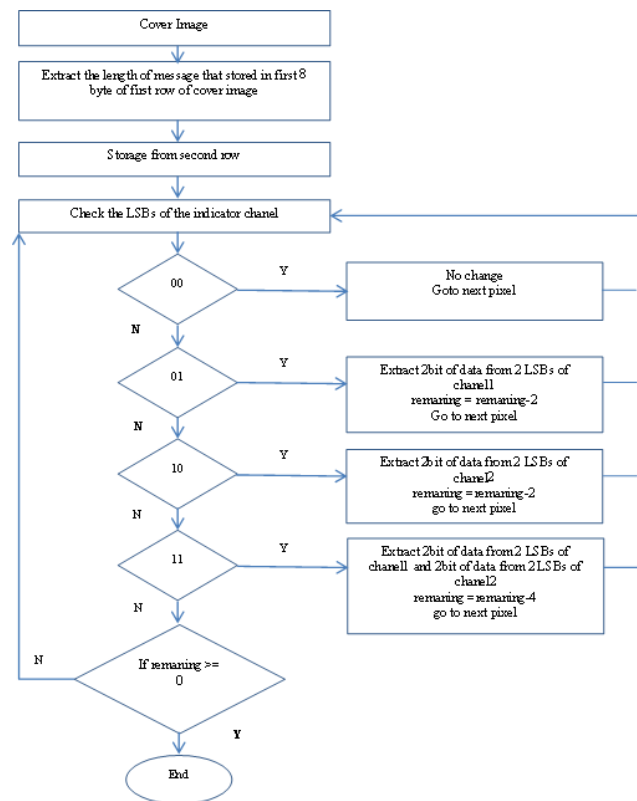 Cover Image
Extract the length of message that stored in first 8
byte of first row of cover image
Storage from second row
Check the LSBs of the indicator chanel
00
Y
No change
Goto next pixel
N
01
Y
Extract 2bit of data from 2 LSBs of
chanel1
remaning = remaning-2
Go to next pixel
N
10
Y
Extract 2bit of data from 2 LSBs of
chanel2
remaning = remaning-2
go to next pixel
N
11
Y
Extract 2bit of data from 2 LSBs of
chanel1 and 2bit of data from 2 LSBs of
chanel2
remaning = remaning-4
go to next pixel
N
N
If remaning >=
0
Y
End